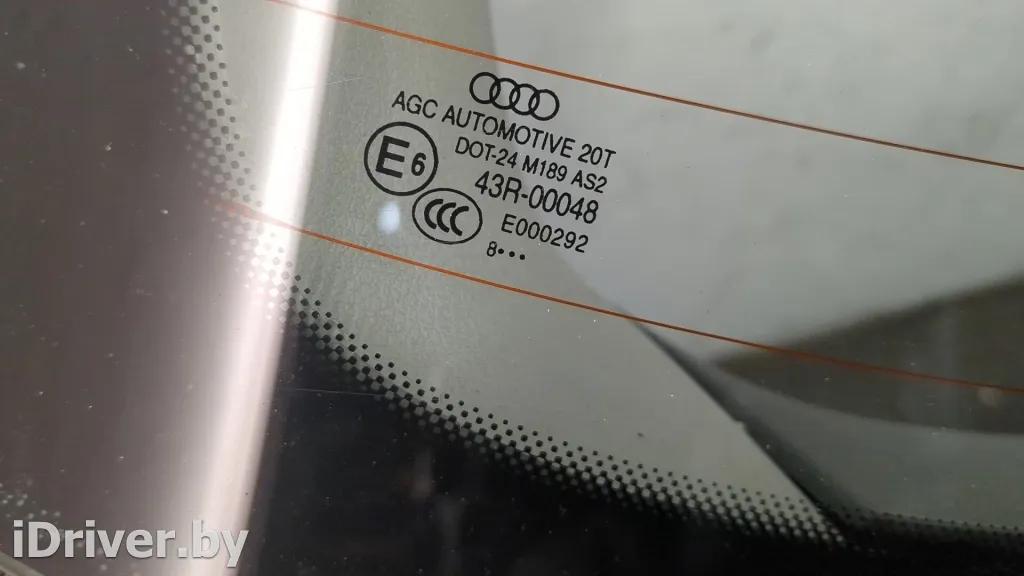 AGC AUTOMOTIVE 20T
DOT-24 M189 AS2
E6
43R-00048
CCC
E000292
8•••
iDriver.by